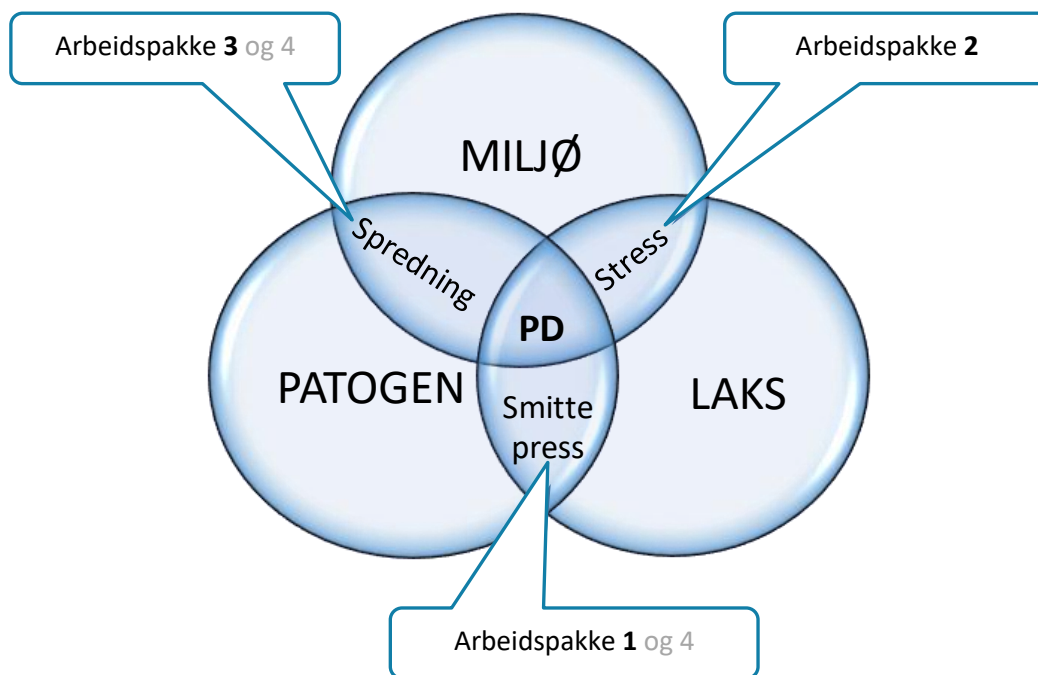 Arbeidspakke 3 og 4
Arbeidspakke 2
MILJØ
Spredning
Stress
PD
PATOGEN
LAKS
Smitte
press
Arbeidspakke 1 og 4